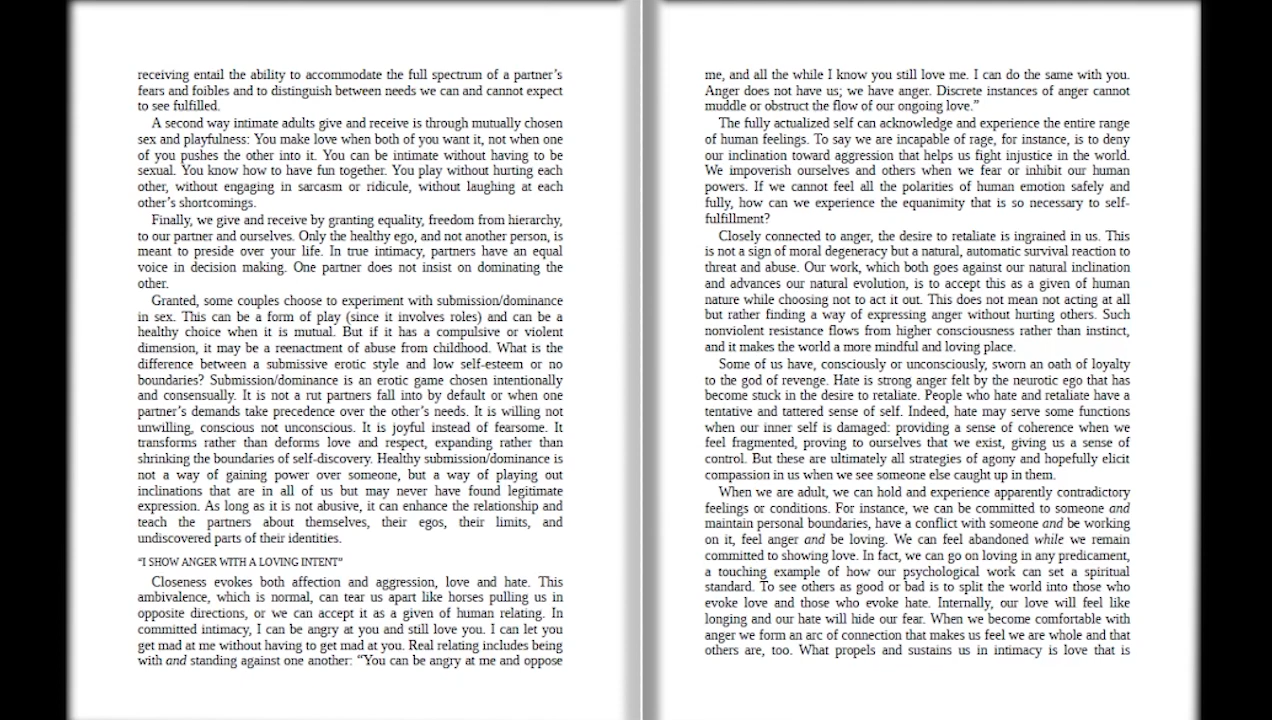 receiving entail the ability to accommodate the full spectrum of a partner’s
fears and foibles and to distinguish between needs we can and cannot expect
to see fulfilled.
A second way intimate adults give and receive is through mutually chosen
sex and playfulness: You make love when both of you want it, not when one
of you pushes the other into it. You can be intimate without having to be
sexual. You know how to have fun together. You play without hurting each
other, without engaging in sarcasm or ridicule, without laughing at each
other’s shortcomings.
Finally, we give and receive by granting equality, freedom from hierarchy,
to our partner and ourselves. Only the healthy ego, and not another person, is
meant to preside over your life. In true intimacy, partners have an equal
voice in decision making. One partner does not insist on dominating the
other.
Granted, some couples choose to experiment with submission/dominance
in sex. This can be a form of play (since it involves roles) and can be a
healthy choice when it is mutual. But if it has a compulsive or violent
dimension, it may be a reenactment of abuse from childhood. What is the
difference between a submissive erotic style and low self-esteem or no
boundaries? Submission/dominance is an erotic game chosen intentionally
and consensually. It is not a rut partners fall into by default or when one
partner’s demands take precedence over the other’s needs. It is willing not
unwilling, conscious not unconscious. It is joyful instead of fearsome. It
transforms rather than deforms love and respect, expanding rather than
shrinking the boundaries of self-discovery. Healthy submission/dominance is
not a way of gaining power over someone, but a way of playing out
inclinations that are in all of us but may never have found legitimate
expression. As long as it is not abusive, it can enhance the relationship and
teach the partners about themselves, their egos, their limits, and
undiscovered parts of their identities.
“I SHOW ANGER WITH A LOVING INTENT”
Closeness evokes both affection and aggression, love and hate. This
ambivalence, which is normal, can tear us apart like horses pulling us in
opposite directions, or we can accept it as a given of human relating. In
committed intimacy, I can be angry at you and still love you. I can let you
get mad at me without having to get mad at you. Real relating includes being
with and standing against one another: “You can be angry at me and oppose
me, and all the while I know you still love me. I can do the same with you.
Anger does not have us; we have anger. Discrete instances of anger cannot
muddle or obstruct the flow of our ongoing love.”
The fully actualized self can acknowledge and experience the entire range
of human feelings. To say we are incapable of rage, for instance, is to deny
our inclination toward aggression that helps us fight injustice in the world.
We impoverish ourselves and others when we fear or inhibit our human
powers. If we cannot feel all the polarities of human emotion safely and
fully, how can we experience the equanimity that is so necessary to self-
fulfillment?
Closely connected to anger, the desire to retaliate is ingrained in us. This
is not a sign of moral degeneracy but a natural, automatic survival reaction to
threat and abuse. Our work, which both goes against our natural inclination
and advances our natural evolution, is to accept this as a given of human
nature while choosing not to act it out. This does not mean not acting at all
but rather finding a way of expressing anger without hurting others. Such
nonviolent resistance flows from higher consciousness rather than instinct,
and it makes the world a more mindful and loving place.
Some of us have, consciously or unconsciously, sworn an oath of loyalty
to the god of revenge. Hate is strong anger felt by the neurotic ego that has
become stuck in the desire to retaliate. People who hate and retaliate have a
tentative and tattered sense of self. Indeed, hate may serve some functions
when our inner self is damaged: providing a sense of coherence when we
feel fragmented, proving to ourselves that we exist, giving us a sense of
control. But these are ultimately all strategies of agony and hopefully elicit
compassion in us when we see someone else caught up in them.
When we are adult, we can hold and experience apparently contradictory
feelings or conditions. For instance, we can be committed to someone and
maintain personal boundaries, have a conflict with someone and be working
on it, feel anger and be loving. We can feel abandoned while we remain
committed to showing love. In fact, we can go on loving in any predicament,
a touching example of how our psychological work can set a spiritual
standard. To see others as good or bad is to split the world into those who
evoke love and those who evoke hate. Internally, our love will feel like
longing and our hate will hide our fear. When we become comfortable with
anger we form an arc of connection that makes us feel we are whole and that
others are, too. What propels and sustains us in intimacy is love that is